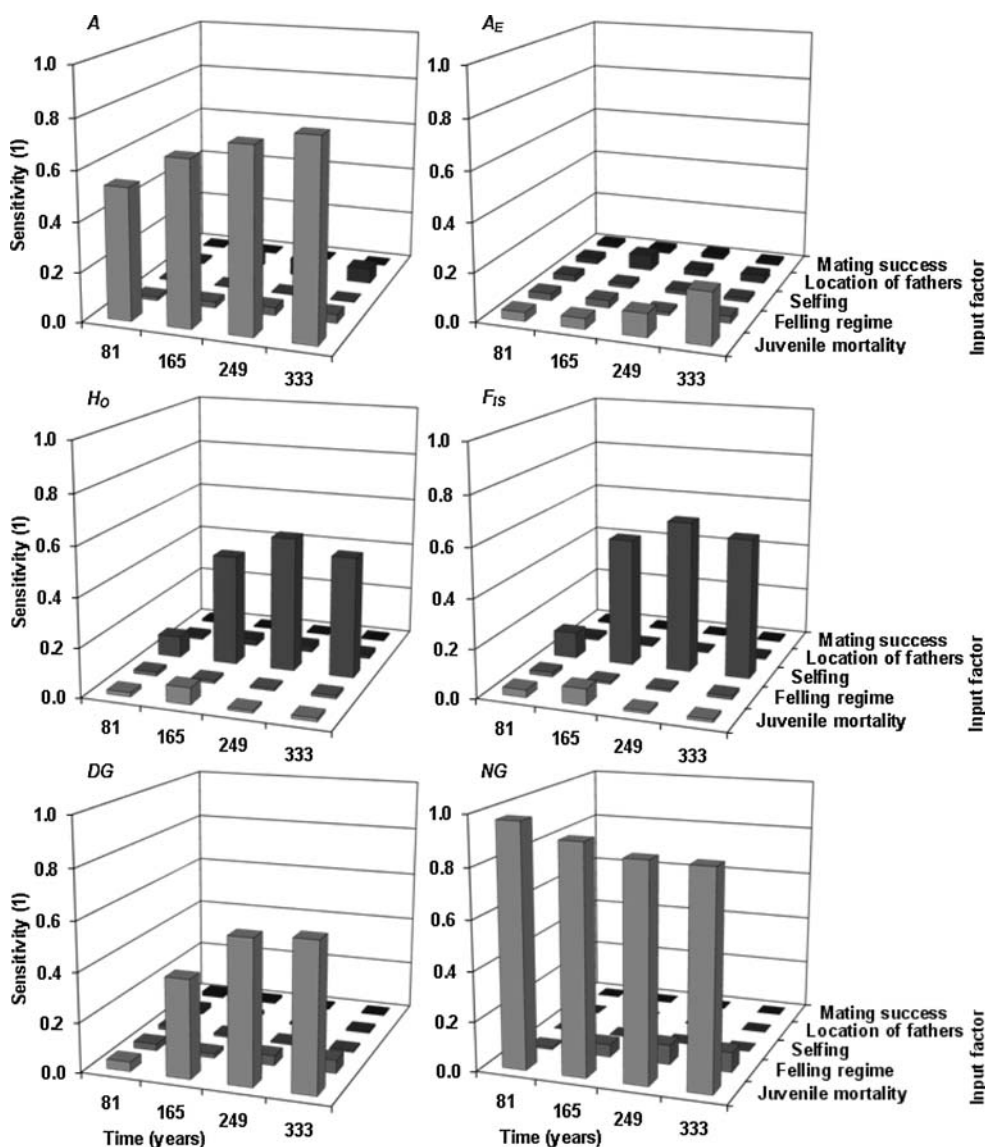 A
A_E
1.0
0.8
0.6
0.4
0.2
0.0
Sensitivity (1)
81
165
249
333
1.0
0.8
0.6
0.4
0.2
0.0
81
165
249
333
Mating success
Location of fathers
Selfing
Felling regime
Juvenile mortality
Input factor
H_O
F_IS
1.0
0.8
0.6
0.4
0.2
0.0
Sensitivity (1)
81
165
249
333
1.0
0.8
0.6
0.4
0.2
0.0
81
165
249
333
Mating success
Location of fathers
Selfing
Felling regime
Juvenile mortality
Input factor
DG
NG
1.0
0.8
0.6
0.4
0.2
0.0
Sensitivity (1)
81
165
249
333
Time (years)
1.0
0.8
0.6
0.4
0.2
0.0
81
165
249
333
Time (years)
Mating success
Location of fathers
Selfing
Felling regime
Juvenile mortality
Input factor